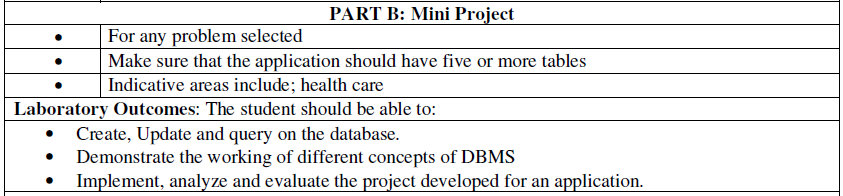 PART B: Mini Project
• For any problem selected
• Make sure that the application should have five or more tables
• Indicative areas include; health care
Laboratory Outcomes: The student should be able to:
• Create, Update and query on the database.
• Demonstrate the working of different concepts of DBMS
• Implement, analyze and evaluate the project developed for an application.